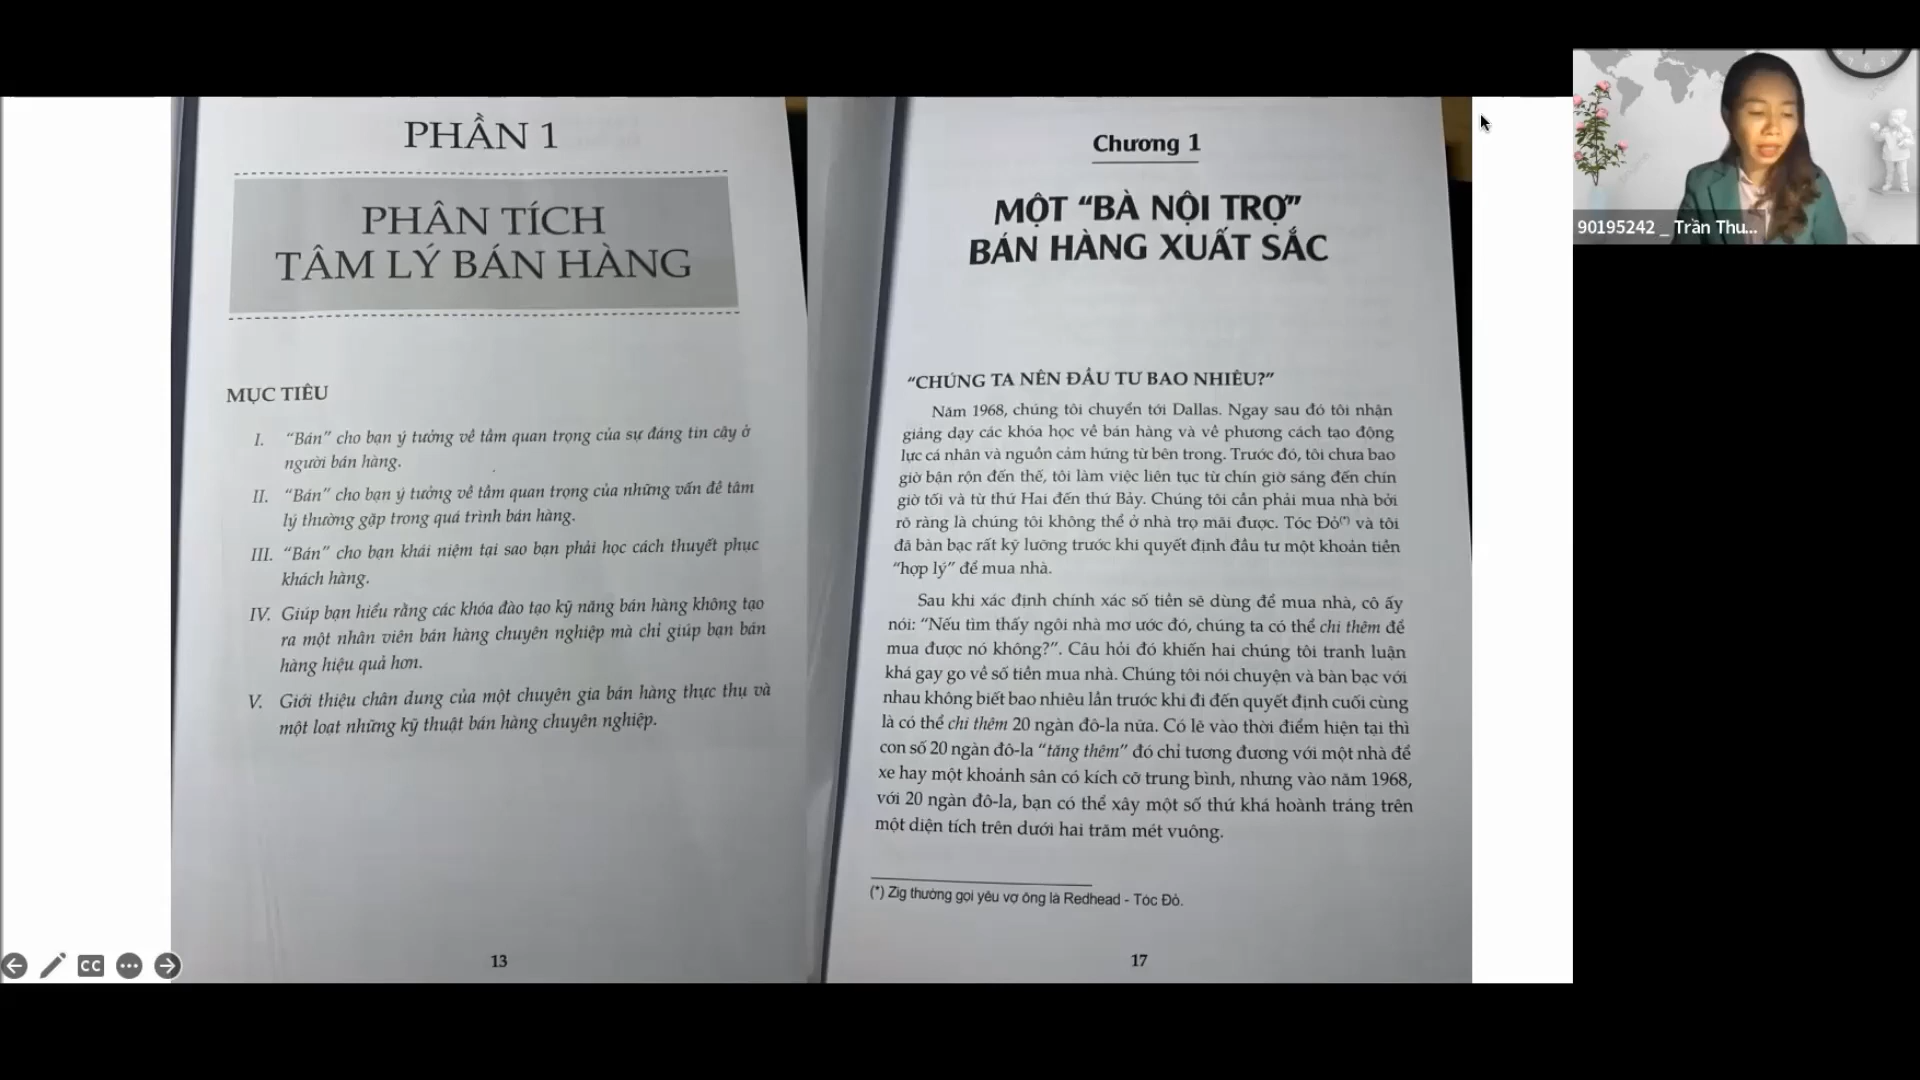 PHẦN 1
PHÂN TÍCH
TÂM LÝ BÁN HÀNG
MỤC TIÊU
I. “Bán” cho bạn ý tưởng về tầm quan trọng của sự đáng tin cậy ở
người bán hàng.
II. “Bán” cho bạn ý tưởng về tầm quan trọng của những vấn đề tâm
lý thường gặp trong quá trình bán hàng.
III. “Bán” cho bạn khái niệm tại sao bạn phải học cách thuyết phục
khách hàng.
IV. Giúp bạn hiểu rằng các khóa đào tạo kỹ năng bán hàng không tạo
ra một nhân viên bán hàng chuyên nghiệp mà chỉ giúp bạn bán
hàng hiệu quả hơn.
V. Giới thiệu chân dung của một chuyên gia bán hàng thực thụ và
một loạt những kỹ thuật bán hàng chuyên nghiệp.
13
Chương 1
MỘT “BÀ NỘI TRỢ”
BÁN HÀNG XUẤT SẮC
“CHÚNG TA NÊN ĐẦU TƯ BAO NHIÊU?”
Năm 1968, chúng tôi chuyển tới Dallas. Ngay sau đó tôi nhận
giảng dạy các khóa học về bán hàng và về phương cách tạo động
lực cá nhân và nguồn cảm hứng từ bên trong. Trước đó, tôi chưa bao
giờ bận rộn đến thế, tôi làm việc liên tục từ chín giờ sáng đến chín
giờ tối và từ thứ Hai đến thứ Bảy. Chúng tôi cần phải mua nhà bởi
rõ ràng là chúng tôi không thể ở nhà trọ mãi được. Tóc Đỏ(*) và tôi
đã bàn bạc rất kỹ lưỡng trước khi quyết định đầu tư một khoản tiền
“hợp lý” để mua nhà.
Sau khi xác định chính xác số tiền sẽ dùng để mua nhà, cô ấy
nói: “Nếu tìm thấy ngôi nhà mơ ước đó, chúng ta có thể chi thêm để
mua được nó không?”. Câu hỏi đó khiến hai chúng tôi tranh luận
khá gay go về số tiền mua nhà. Chúng tôi nói chuyện và bàn bạc với
nhau không biết bao nhiêu lần trước khi đi đến quyết định cuối cùng
là có thể chi thêm 20 ngàn đô-la nữa. Có lẽ vào thời điểm hiện tại thì
con số 20 ngàn đô-la “tăng thêm” đó chỉ tương đương với một nhà để
xe hay một khoảnh sân có kích cỡ trung bình, nhưng vào năm 1968,
với 20 ngàn đô-la, bạn có thể xây một số thứ khá hoành tráng trên
một diện tích trên dưới hai trăm mét vuông.
(*) Zig thường gọi yêu vợ ông là Redhead - Tóc Đỏ.
17
90195242 _ Trần Thu...
CC